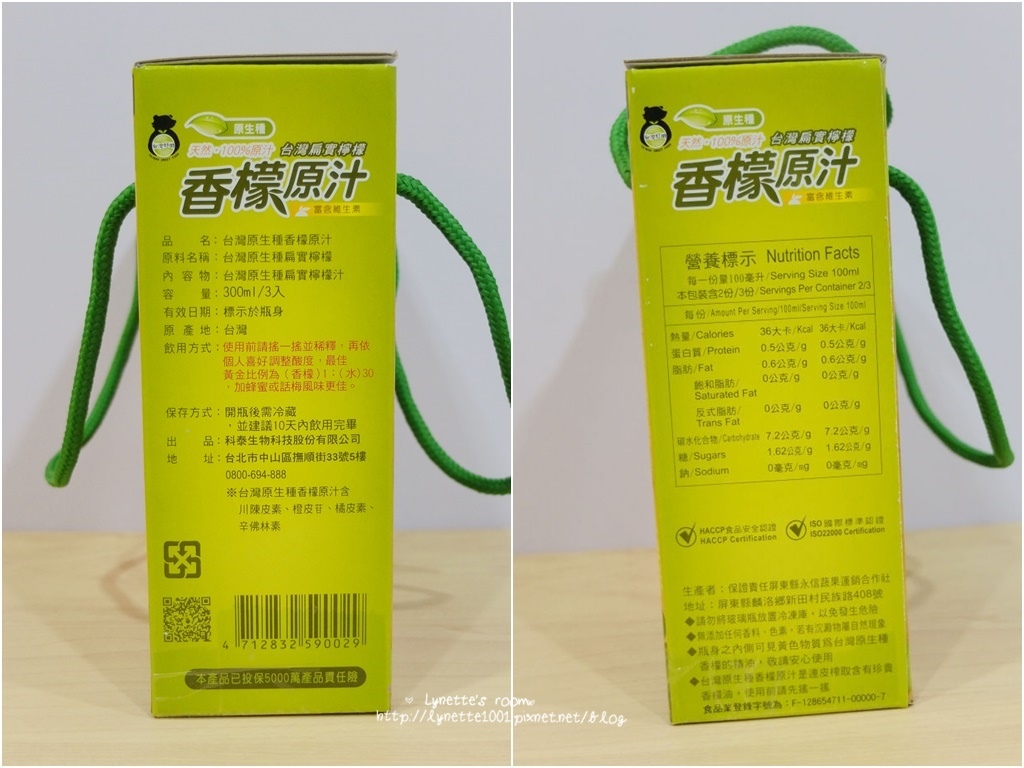 原生種
天然·100%原汁 台灣扁實檸檬
香檬原汁
富含維生素
品 名：台灣原生種香檬原汁
原料名稱：台灣原生種扁實檸檬
內容物：台灣原生種扁實檸檬汁
容 量：300ml/3入
有效日期：標示於瓶身
原產地：台灣
飲用方式：使用前請搖一搖並稀釋，再依
個人喜好調整酸度，最佳
黃金比例為（香檬）1：（水）30
，加蜂蜜或話梅風味更佳。
保存方式：開瓶後需冷藏
，並建議10天內飲用完畢
出 品：科泰生物科技股份有限公司
地 址：台北市中山區撫順街33號5樓
0800-694-888
※台灣原生種香檬原汁含
川陳皮素、橙皮苷、橘皮素、
辛佛林素
4 712832 590029
本產品已投保5000萬產品責任險
原生種
天然·100%原汁 台灣扁實檸檬
香檬原汁
富含維生素
營養標示 Nutrition Facts
每一份量100毫升/Serving Size 100ml
本包裝含2份/3份/Servings Per Container 2/3
每份/Amount Per Serving/100ml/Serving Size 100ml
熱量/Calories 36大卡/Kcal 36大卡/Kcal
蛋白質/Protein 0.5公克/g 0.5公克/g
脂肪/Fat 0.6公克/g 0.6公克/g
飽和脂肪/ 0公克/g 0公克/g
Saturated Fat
反式脂肪/ 0公克/g 0公克/g
Trans Fat
碳水化合物/Carbohydrate 7.2公克/g 7.2公克/g
糖/Sugars 1.62公克/g 1.62公克/g
鈉/Sodium 0毫克/mg 0毫克/mg
HACCP食品安全認證
HACCP Certification
ISO國際標準認證
ISO22000 Certification
生產者：保證責任屏東縣永信蔬果運銷合作社
地址：屏東縣麟洛鄉新田村民族路408號
◆請勿將玻璃瓶放置冷凍庫，以免發生危險
◆無添加任何香料、色素，若有沉澱物屬自然現象
◆瓶身之內側可見黃色物質為台灣原生種
香檬的精油，敬請安心使用
◆台灣原生種香檬原汁是連皮榨取含有珍貴
香檬油，使用前請先搖一搖
食品業登錄字號為：F-128654711-00000-7
Lynette's room
http://lynette1001.pixnet.net/blog